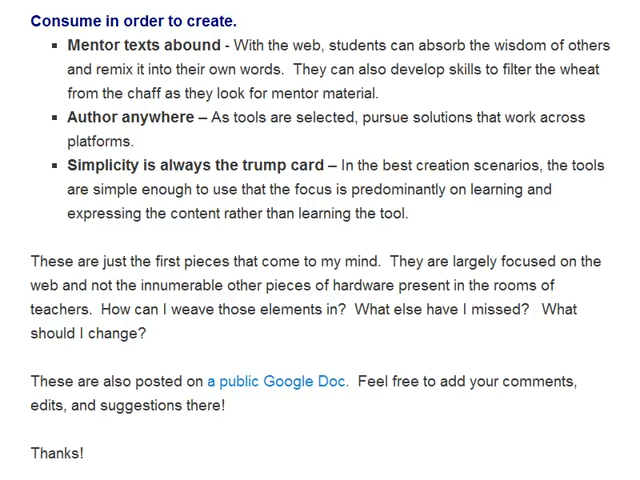 Consume in order to create.
▪ Mentor texts abound - With the web, students can absorb the wisdom of others
and remix it into their own words.  They can also develop skills to filter the wheat
from the chaff as they look for mentor material.
▪ Author anywhere – As tools are selected, pursue solutions that work across
platforms.
▪ Simplicity is always the trump card – In the best creation scenarios, the tools
are simple enough to use that the focus is predominantly on learning and
expressing the content rather than learning the tool.
These are just the first pieces that come to my mind.  They are largely focused on the
web and not the innumerable other pieces of hardware present in the rooms of
teachers.  How can I weave those elements in?  What else have I missed?   What
should I change?
These are also posted on a public Google Doc.  Feel free to add your comments,
edits, and suggestions there!
Thanks!